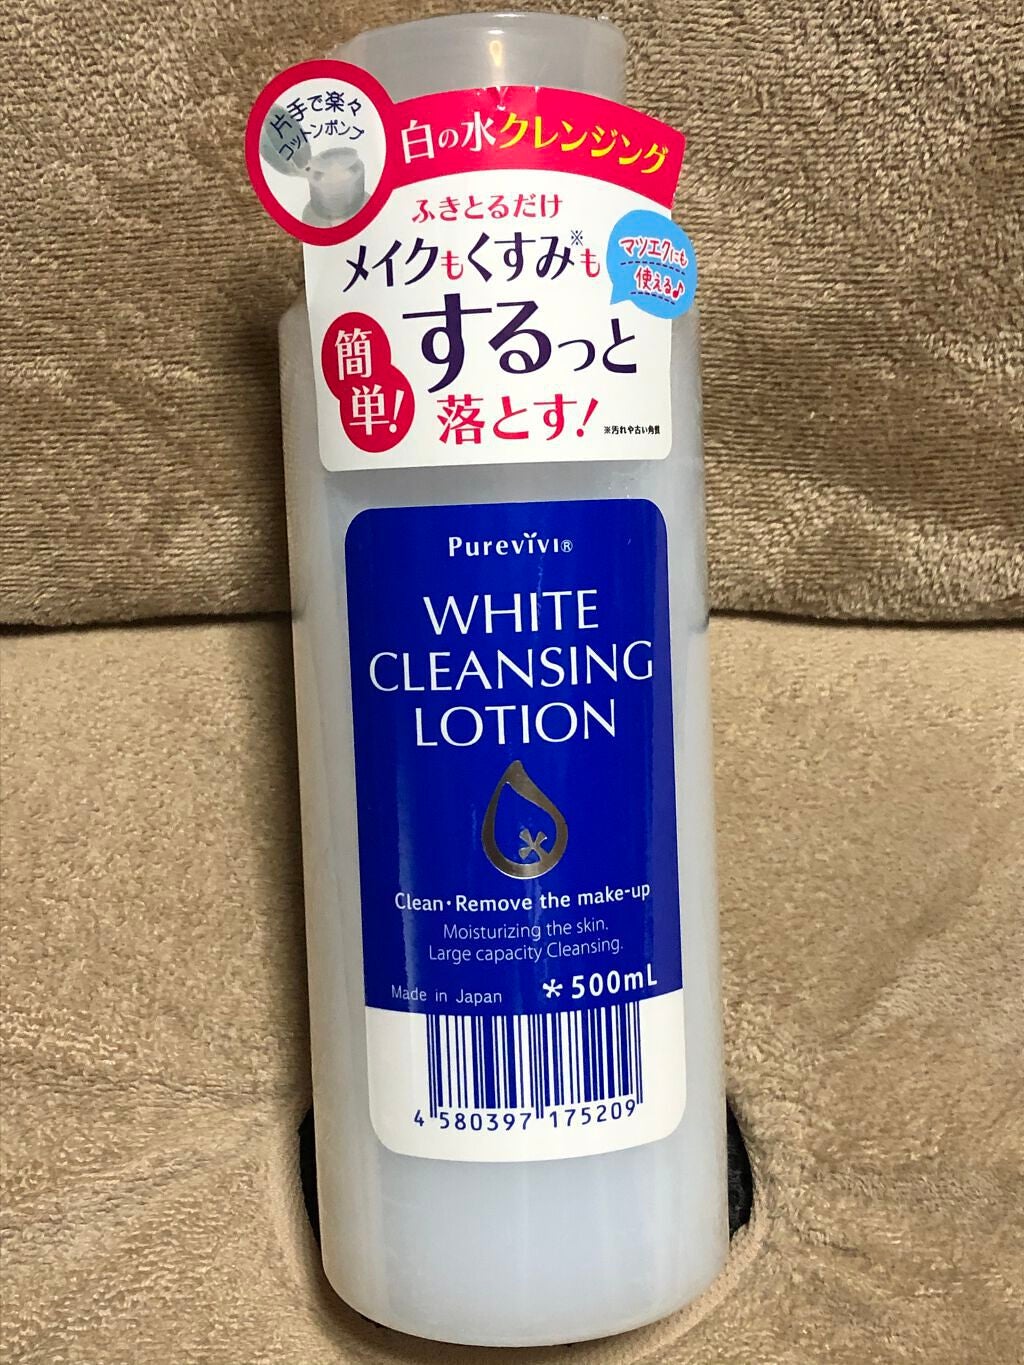 片手で楽々
コットンポンプ
白の水クレンジング
ふきとるだけ
メイクもくすみ※も
マツエクにも
使える♪
簡単!
するっと
落とす!
※汚れや古い角質
Purevivi®
WHITE
CLEANSING
LOTION
Clean・Remove the make-up
Moisturizing the skin.
Large capacity Cleansing.
Made in Japan
*500mL
4 580397 175209